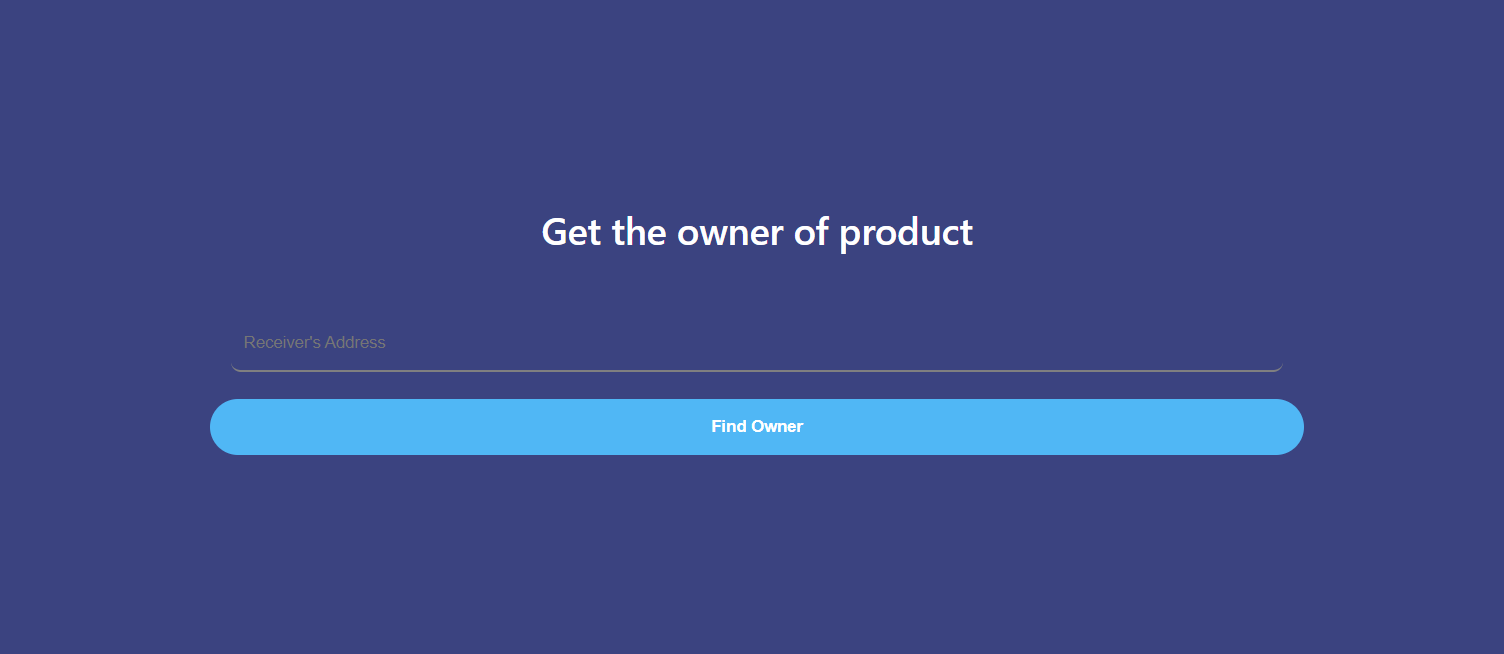 Get the owner of product
Receiver's Address
Find Owner